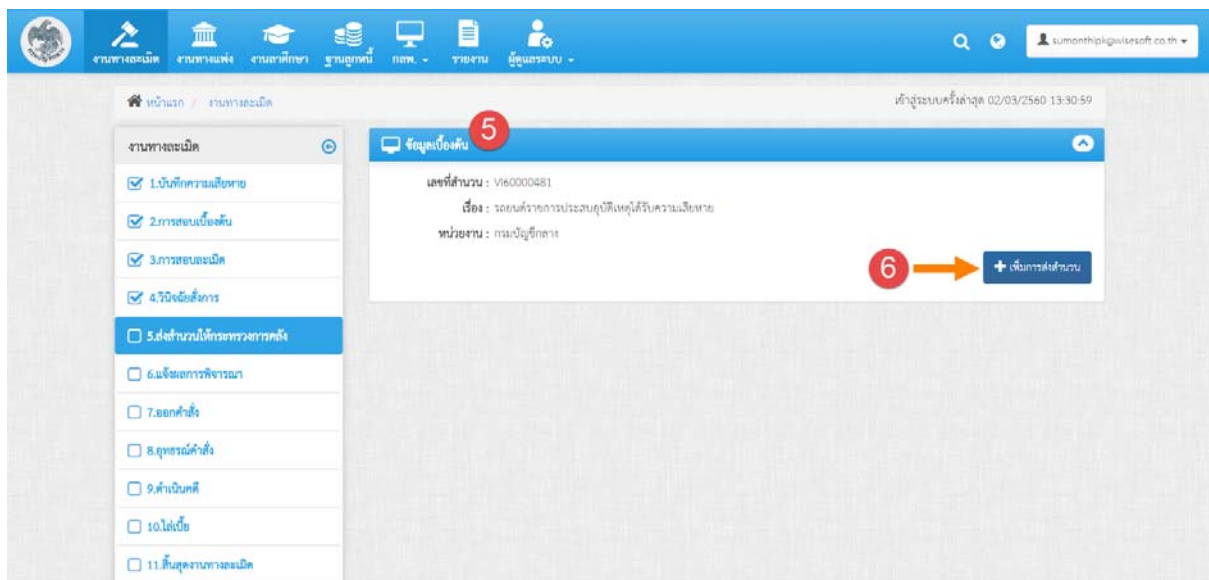 งานทางละเมิด งานทางแพ่ง งานลาศึกษา ฐานลูกหนี้ กลพ. รายงาน ผู้ดูแลระบบ
sumonthipk@wisesoft.co.th
หน้าแรก / งานทางละเมิด
เข้าสู่ระบบครั้งล่าสุด 02/03/2560 13:30:59
งานทางละเมิด
1.บันทึกความเสียหาย
2.การสอบเบื้องต้น
3.การสอบละเมิด
4.วินิจฉัยสั่งการ
5.ส่งสำนวนให้กระทรวงการคลัง
6.แจ้งผลการพิจารณา
7.ออกคำสั่ง
8.อุทธรณ์คำสั่ง
9.ดำเนินคดี
10.ไล่เบี้ย
11.สิ้นสุดงานทางละเมิด
ข้อมูลเบื้องต้น 5
เลขที่สำนวน : VI60000481
เรื่อง : รถยนต์ราชการประสบอุบัติเหตุได้รับความเสียหาย
หน่วยงาน : กรมบัญชีกลาง
6 เพิ่มการส่งสำนวน